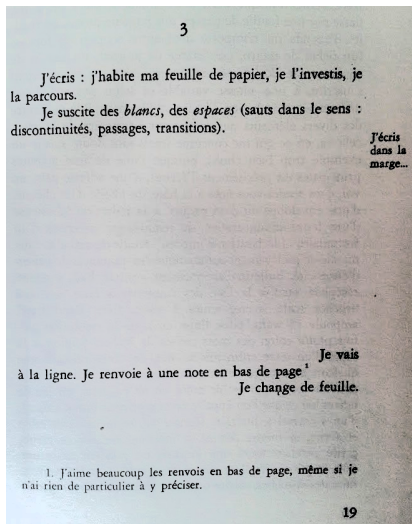 3
J'écris : j'habite ma feuille de papier, je l'investis, je
la parcours.
Je suscite des blancs, des espaces (sauts dans le sens :
discontinuités, passages, transitions).
J'écris
dans la
marge...
Je vais
à la ligne. Je renvoie à une note en bas de page¹
Je change de feuille.
1. J'aime beaucoup les renvois en bas de page, même si je
n'ai rien de particulier à y préciser.
19